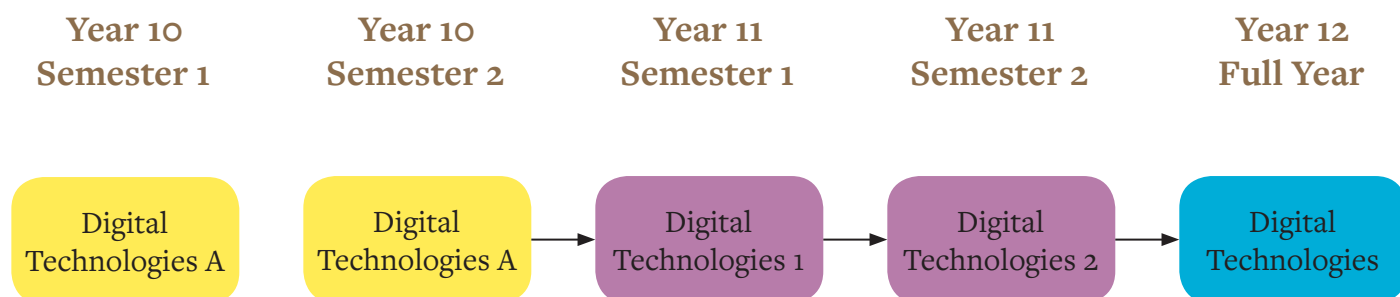 Year 10
Semester 1
Year 10
Semester 2
Year 11
Semester 1
Year 11
Semester 2
Year 12
Full Year
Digital
Technologies A
Digital
Technologies A
Digital
Technologies 1
Digital
Technologies 2
Digital
Technologies